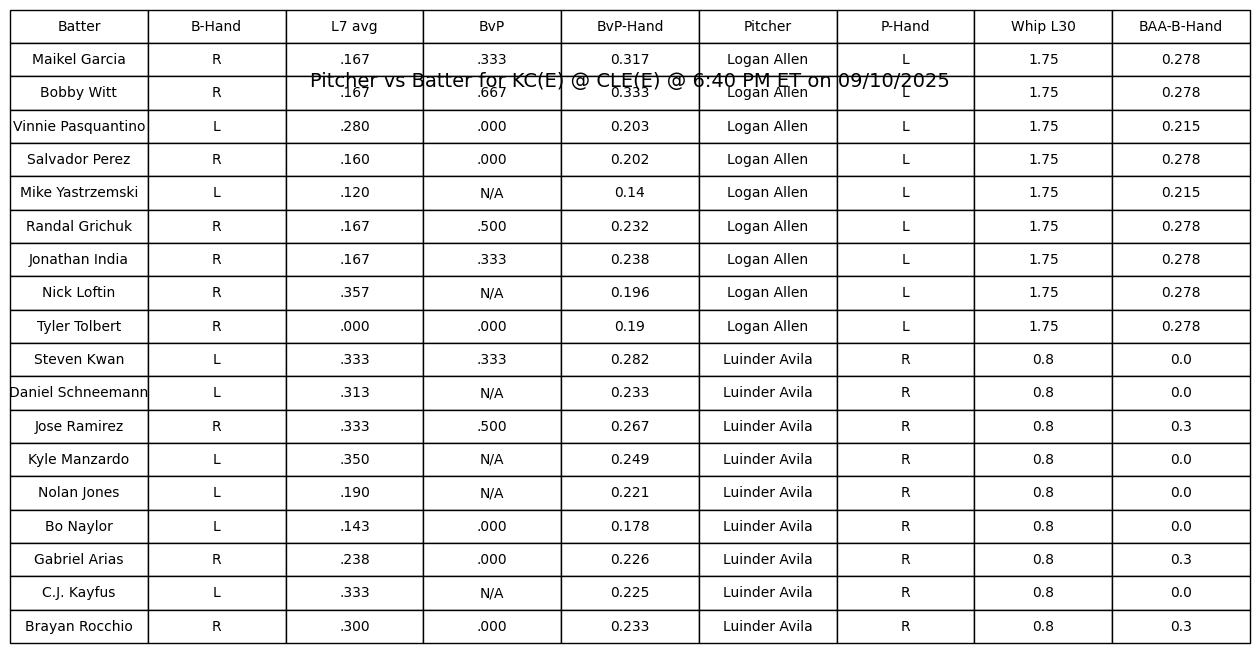 Batter B-Hand L7 avg BvP BvP-Hand Pitcher P-Hand Whip L30 BAA-B-Hand
Maikel Garcia R .167 .333 0.317 Logan Allen L 1.75 0.278
Pitcher vs Batter for KC(E) @ CLE(E) @ 6:40 PM ET on 09/10/2025
Bobby Witt R .167 .667 0.333 Logan Allen L 1.75 0.278
Vinnie Pasquantino L .280 .000 0.203 Logan Allen L 1.75 0.215
Salvador Perez R .160 .000 0.202 Logan Allen L 1.75 0.278
Mike Yastrzemski L .120 N/A 0.14 Logan Allen L 1.75 0.215
Randal Grichuk R .167 .500 0.232 Logan Allen L 1.75 0.278
Jonathan India R .167 .333 0.238 Logan Allen L 1.75 0.278
Nick Loftin R .357 N/A 0.196 Logan Allen L 1.75 0.278
Tyler Tolbert R .000 .000 0.19 Logan Allen L 1.75 0.278
Steven Kwan L .333 .333 0.282 Luinder Avila R 0.8 0.0
Daniel Schneemann L .313 N/A 0.233 Luinder Avila R 0.8 0.0
Jose Ramirez R .333 .500 0.267 Luinder Avila R 0.8 0.3
Kyle Manzardo L .350 N/A 0.249 Luinder Avila R 0.8 0.0
Nolan Jones L .190 N/A 0.221 Luinder Avila R 0.8 0.0
Bo Naylor L .143 .000 0.178 Luinder Avila R 0.8 0.0
Gabriel Arias R .238 .000 0.226 Luinder Avila R 0.8 0.3
C.J. Kayfus L .333 N/A 0.225 Luinder Avila R 0.8 0.0
Brayan Rocchio R .300 .000 0.233 Luinder Avila R 0.8 0.3